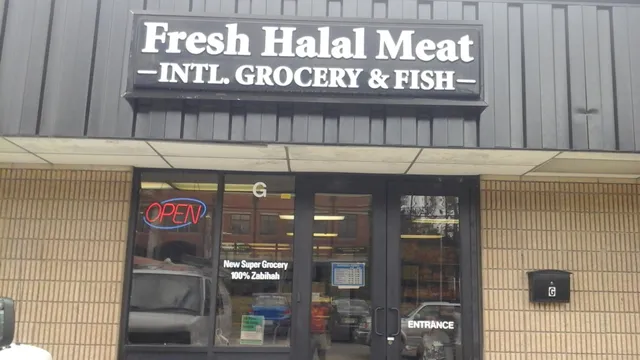 Fresh Halal Meat
–INTL. GROCERY & FISH–
G
OPEN
New Super Grocery
100% Zabihah
ENTRANCE
G